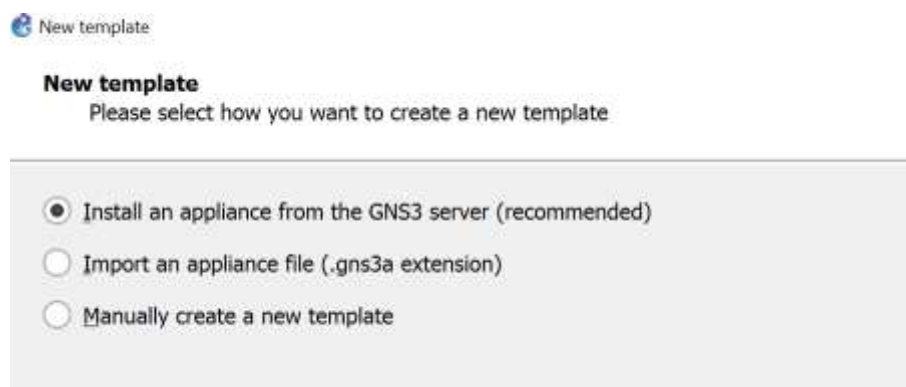 New template
New template
Please select how you want to create a new template
Install an appliance from the GNS3 server (recommended)
Import an appliance file (.gns3a extension)
Manually create a new template